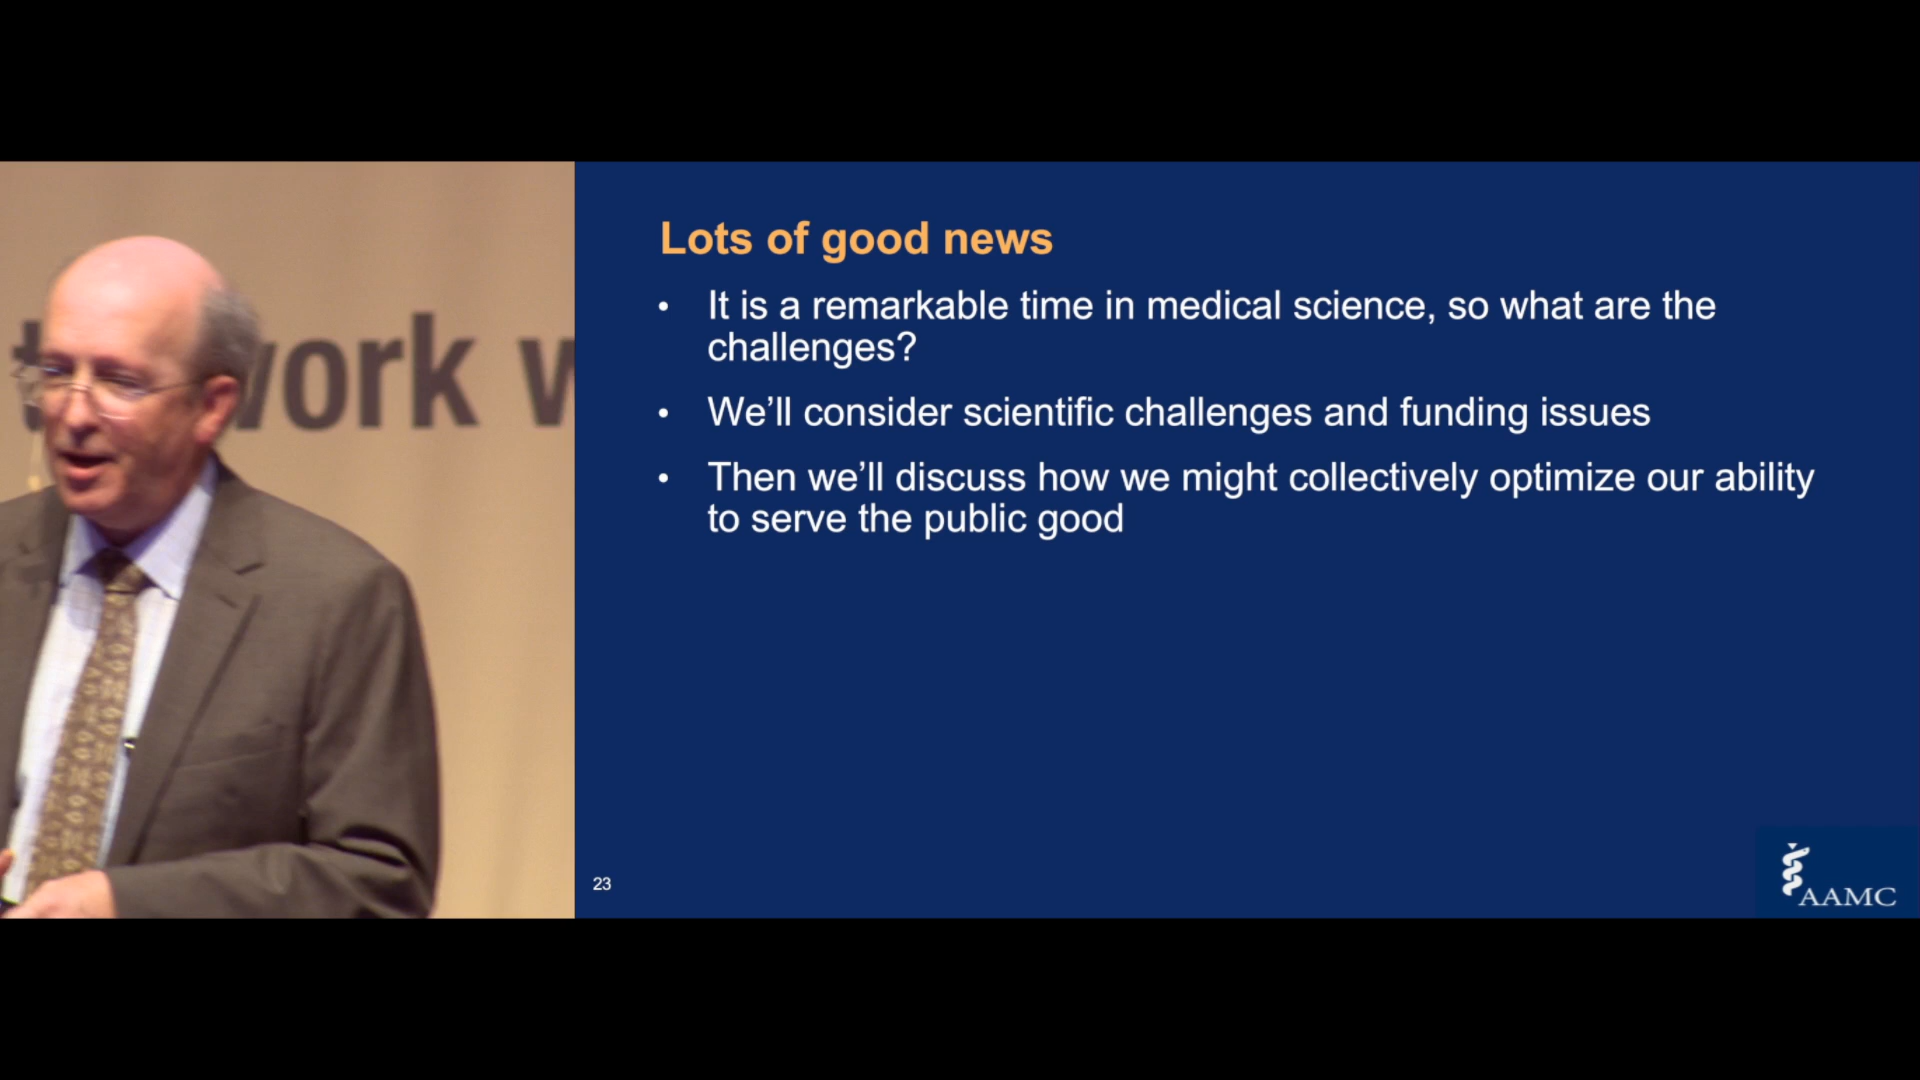 work
Lots of good news
• It is a remarkable time in medical science, so what are the
challenges?
• We’ll consider scientific challenges and funding issues
• Then we’ll discuss how we might collectively optimize our ability
to serve the public good
23
AAMC